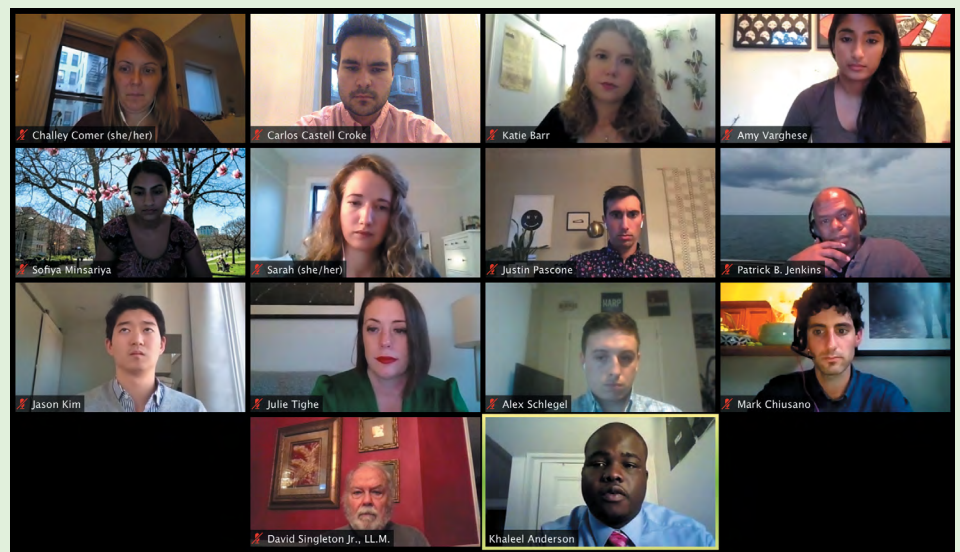 Challey Comer (she/her)
Carlos Castell Croke
Katie Barr
Amy Varghese
Sofiya Minsariya
Sarah (she/her)
Justin Pascone
Patrick B. Jenkins
Jason Kim
Julie Tighe
Alex Schlegel
Mark Chiusano
David Singleton Jr., LL.M.
Khaleel Anderson